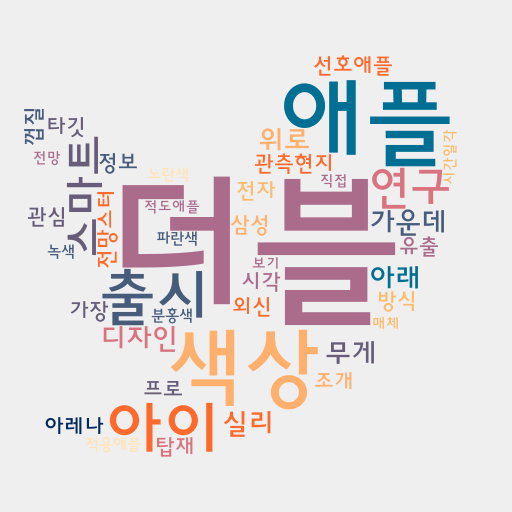 선호애플
애플
껍질
타깃
위로
시간일각
스마티
정보
전망
관측현지
노란색
직접
연구
더블
전자
전망스터
적도애플
관심
삼성
가운데
파란색
녹색
유출
보기
출시
시각
아래
가장
분홍색
외신
방식
디자인
매체
색상
무게
프로
조개
아레나
아이
실리
적용애플
탑재